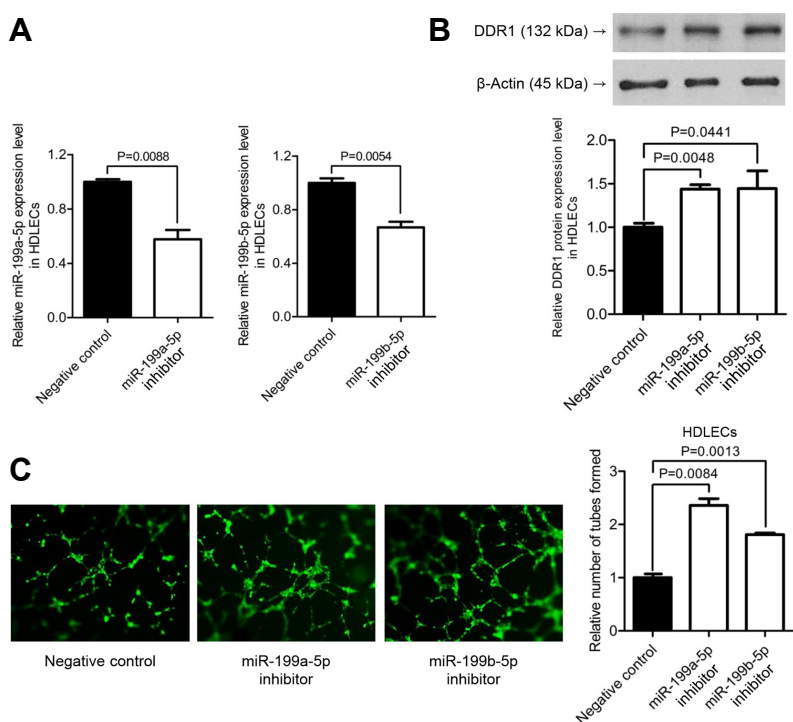 A
Relative miR-199a-5p expression level
in HDLECs
1.2
0.8
0.4
0.0
P=0.0088
Negative control
miR-199a-5p
inhibitor
Relative miR-199b-5p expression level
in HDLECs
1.2
0.8
0.4
0.0
P=0.0054
Negative control
miR-199b-5p
inhibitor
B
DDR1 (132 kDa) →
β-Actin (45 kDa) →
Relative DDR1 protein expression level
in HDLECs
2.0
1.5
1.0
0.5
0.0
P=0.0441
P=0.0048
Negative control
miR-199a-5p
inhibitor
miR-199b-5p
inhibitor
C
Negative control
miR-199a-5p
inhibitor
miR-199b-5p
inhibitor
HDLECs
Relative number of tubes formed
3
2
1
0
P=0.0013
P=0.0084
Negative control
miR-199a-5p
inhibitor
miR-199b-5p
inhibitor